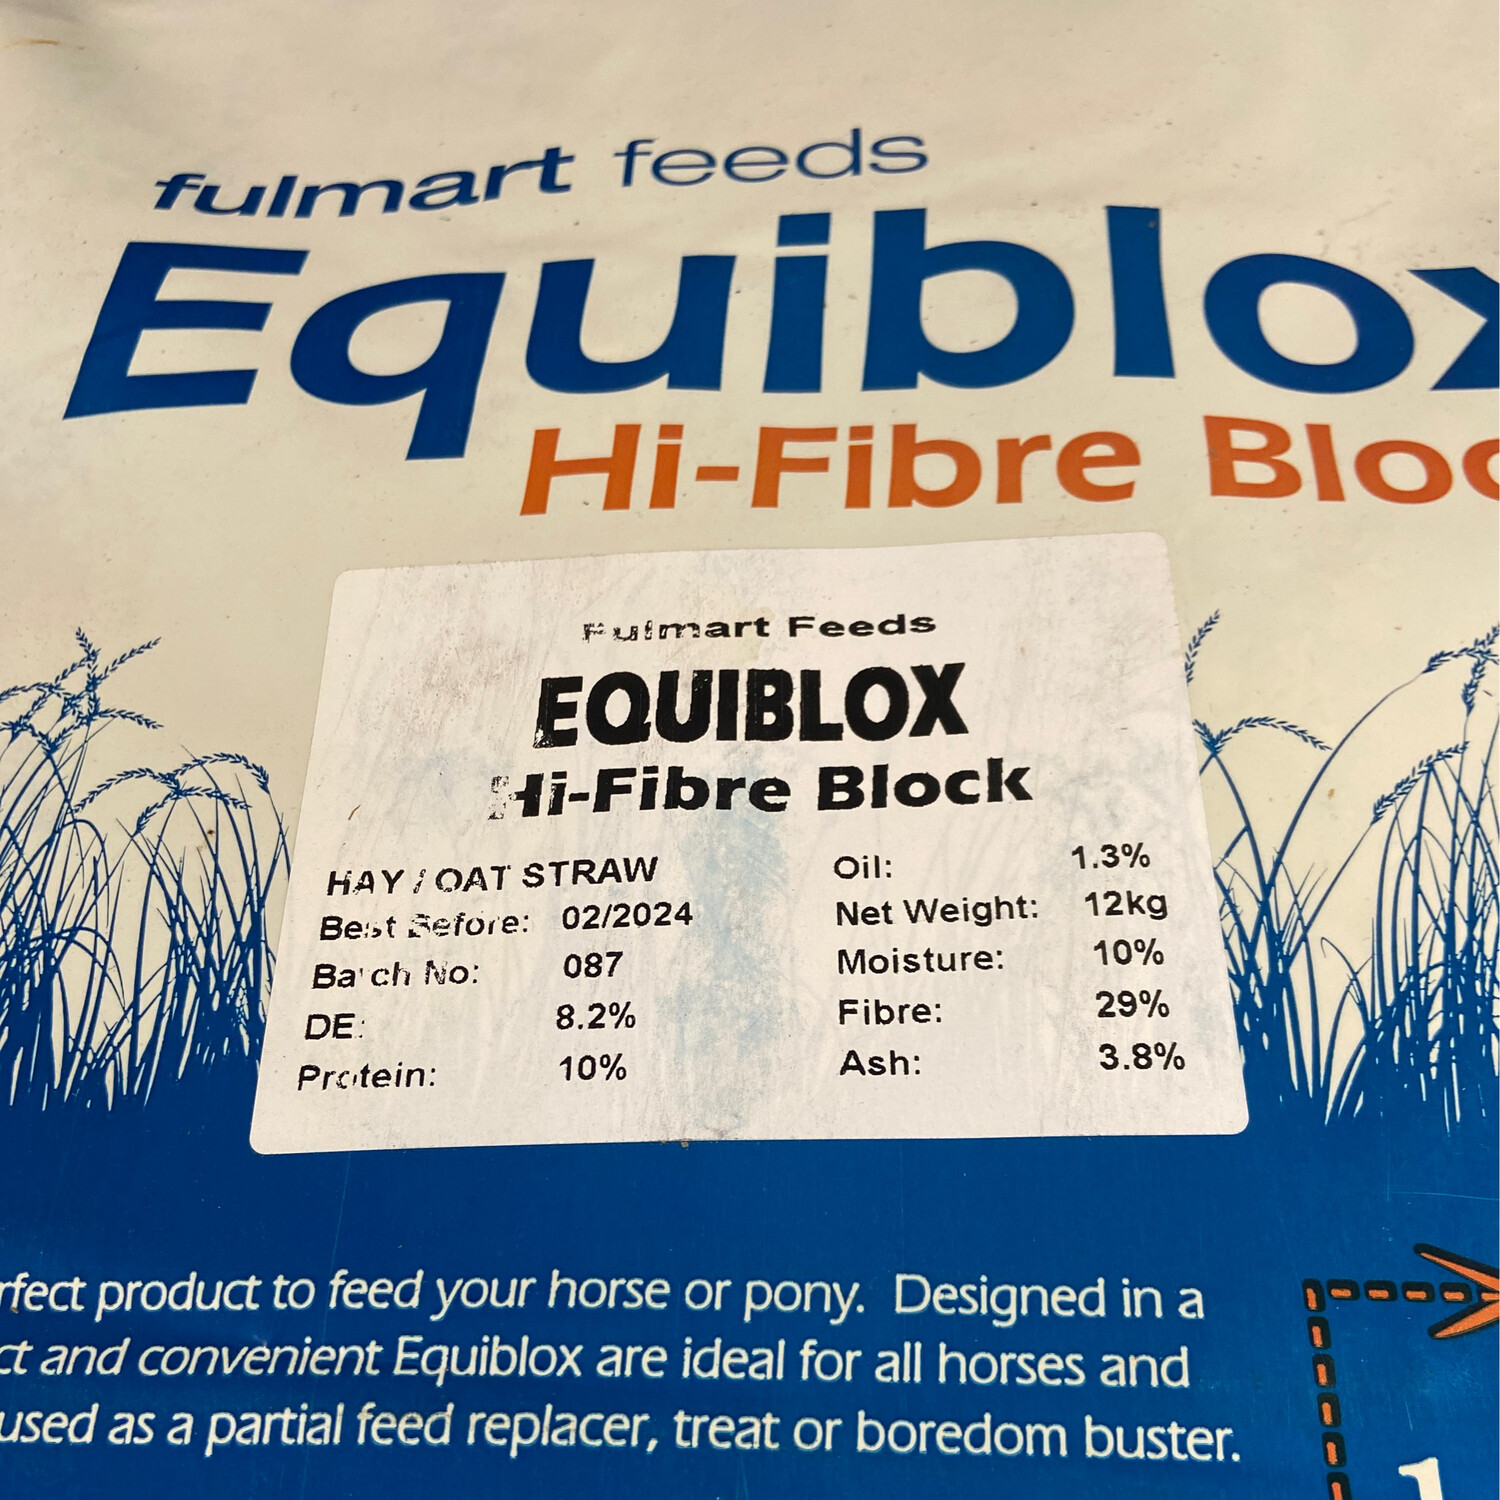 fulmart feeds
Equiblox
Hi-Fibre Bloc
Fulmart Feeds
EQUIBLOX
Hi-Fibre Block
HAY / OAT STRAW
Best Before: 02/2024
Batch No: 087
DE: 8.2%
Protein: 10%
Oil: 1.3%
Net Weight: 12kg
Moisture: 10%
Fibre: 29%
Ash: 3.8%
rfect product to feed your horse or pony. Designed in a
ct and convenient Equiblox are ideal for all horses and
used as a partial feed replacer, treat or boredom buster.